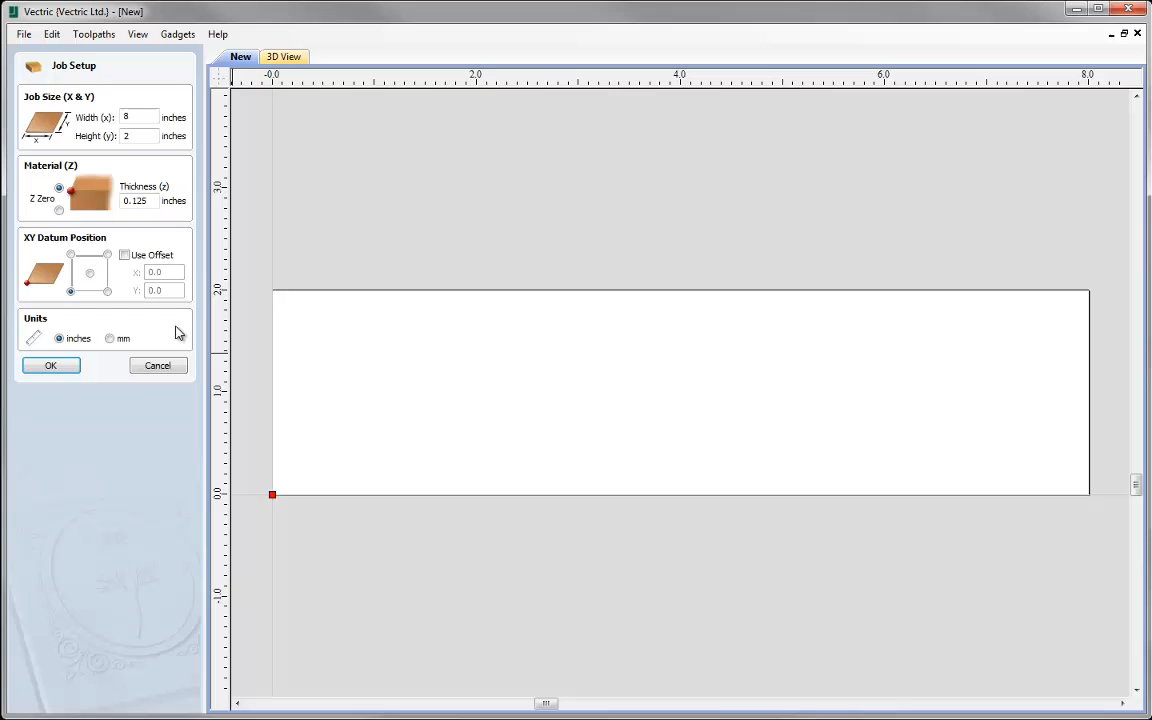 Vectric {Vectric Ltd.} - [New]
File Edit Toolpaths View Gadgets Help
Job Setup
New 3D View
-0.0 2.0 4.0 6.0 8.0
Job Size (X & Y)
Width (x): 8 inches
Y
Height (y): 2 inches
X
Material (Z)
Thickness (z)
Z Zero
0.125 inches
3.0
XY Datum Position
Use Offset
X: 0.0
Y: 0.0
2.0
Units
inches mm
OK Cancel
1.0
0.0
-1.0